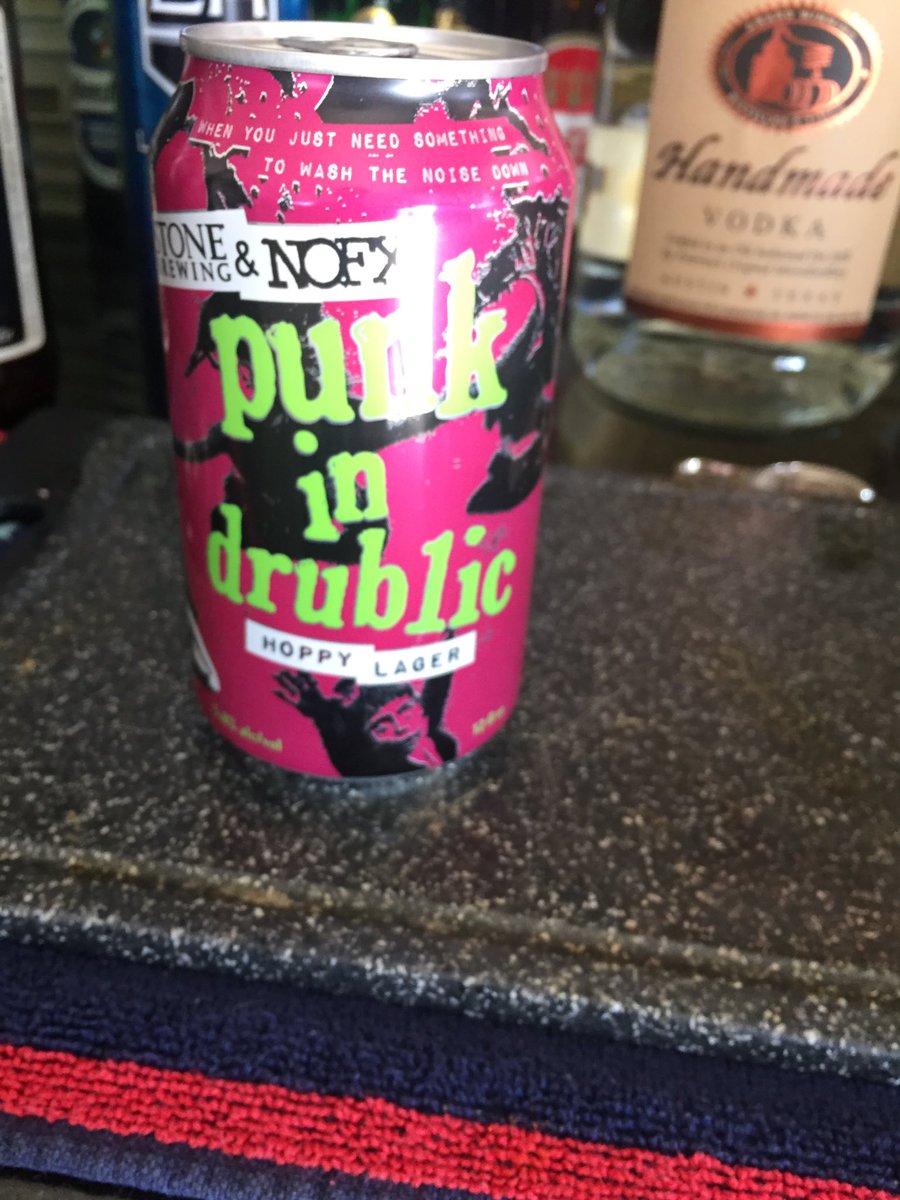 WHEN YOU JUST NEED SOMETHING
TO WASH THE NOISE DOWN
STONE
BREWING
& NOFX
punk
in
drublic
HOPPY LAGER
Handmade
VODKA